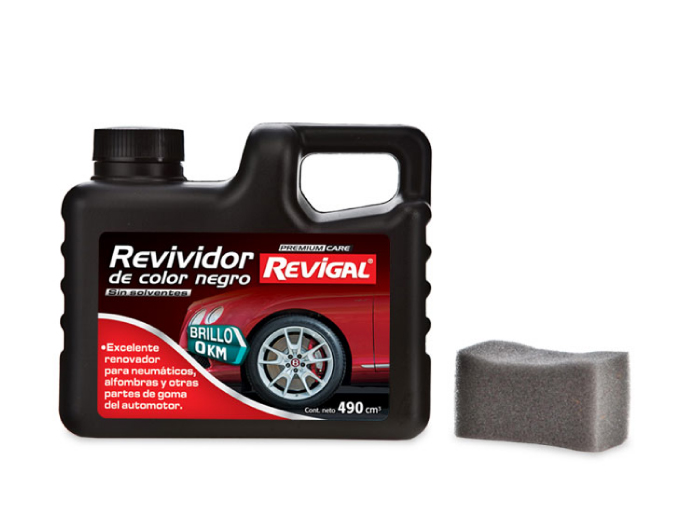 PREMIUM CARE
Revividor
de color negro
REVIGAL®
Sin solventes
BRILLO
0 KM
•Excelente
renovador
para neumáticos,
alfombras y otras
partes de goma
del automotor.
Cont. neto 490 cm³